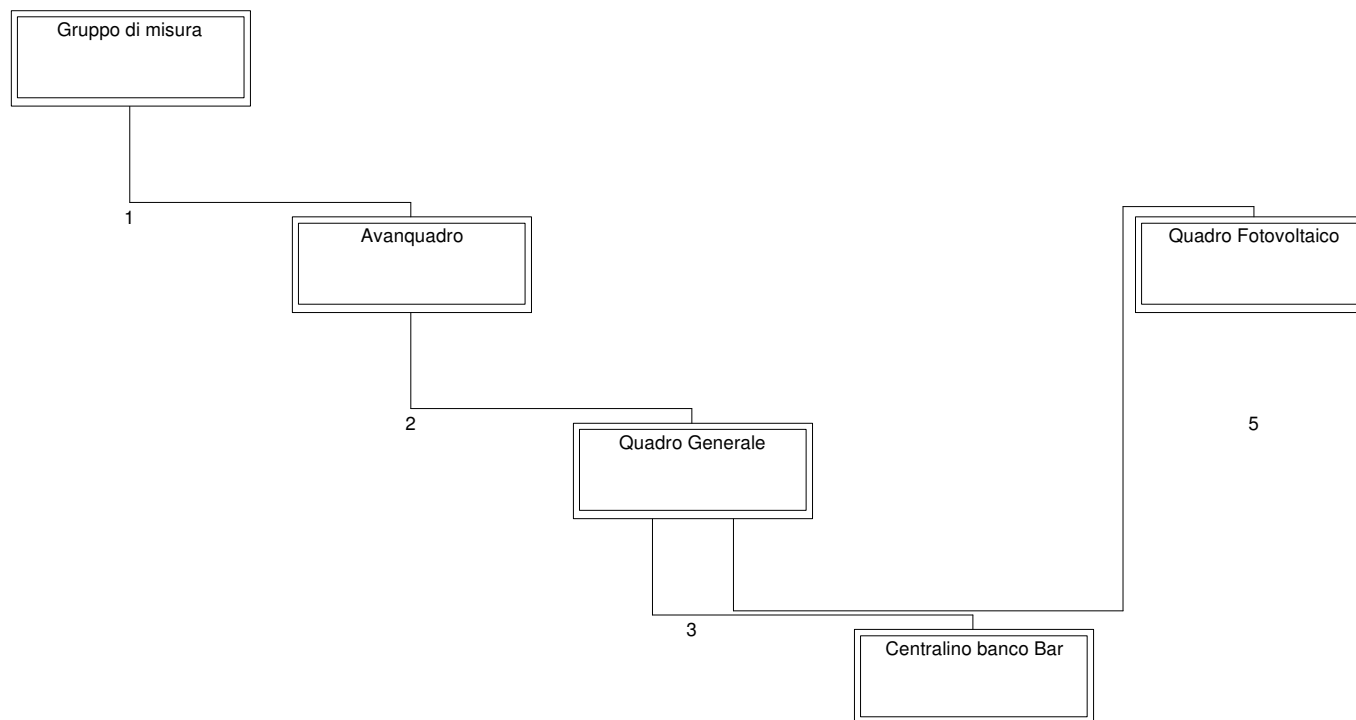 Gruppo di misura
1
Avanquadro
Quadro Fotovoltaico
2
5
Quadro Generale
3
Centralino banco Bar